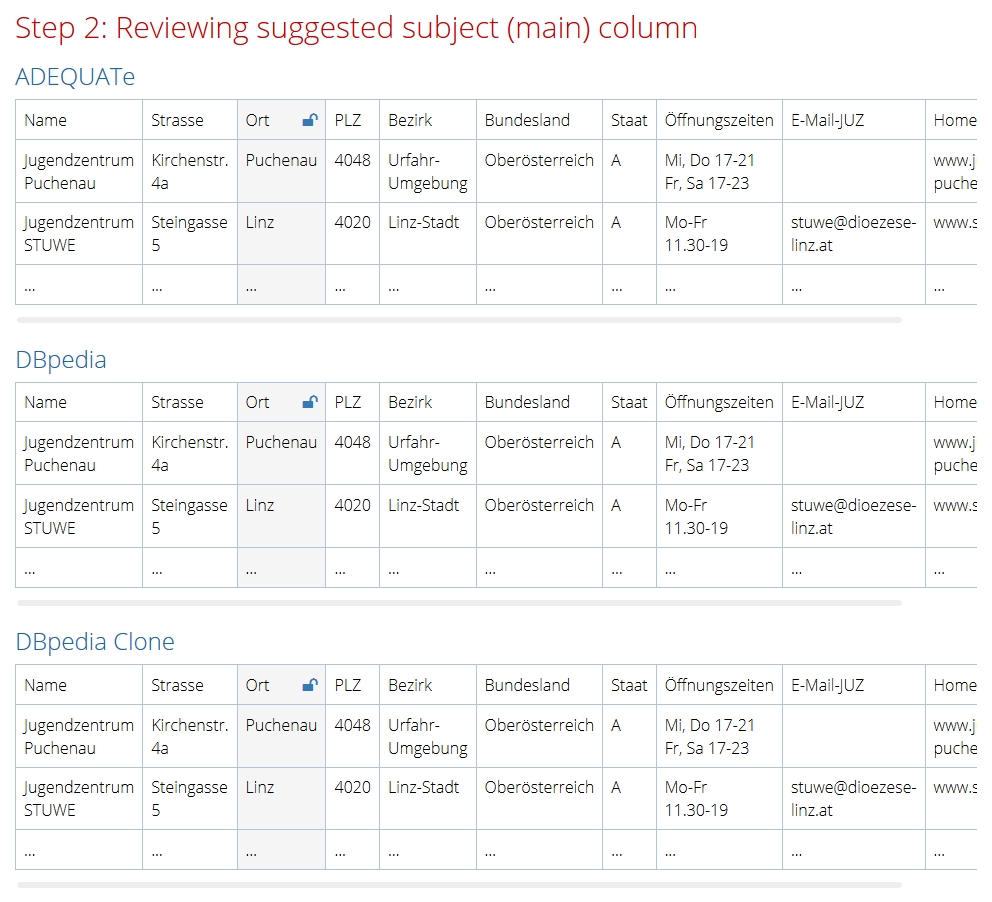 Step 2: Reviewing suggested subject (main) column
ADEQUATe
Name Strasse Ort PLZ Bezirk Bundesland Staat Öffnungszeiten E-Mail-JUZ Home
Jugendzentrum Kirchenstr. Puchenau 4048 Urfahr- Oberösterreich A Mi, Do 17-21 www.j
Puchenau 4a Umgebung Fr, Sa 17-23 puche
Jugendzentrum Steingasse Linz 4020 Linz-Stadt Oberösterreich A Mo-Fr stuwe@dioezese- www.s
STUWE 5 11.30-19 linz.at
... ... ... ... ... ... ... ... ... ...
DBpedia
Name Strasse Ort PLZ Bezirk Bundesland Staat Öffnungszeiten E-Mail-JUZ Home
Jugendzentrum Kirchenstr. Puchenau 4048 Urfahr- Oberösterreich A Mi, Do 17-21 www.j
Puchenau 4a Umgebung Fr, Sa 17-23 puche
Jugendzentrum Steingasse Linz 4020 Linz-Stadt Oberösterreich A Mo-Fr stuwe@dioezese- www.s
STUWE 5 11.30-19 linz.at
... ... ... ... ... ... ... ... ... ...
DBpedia Clone
Name Strasse Ort PLZ Bezirk Bundesland Staat Öffnungszeiten E-Mail-JUZ Home
Jugendzentrum Kirchenstr. Puchenau 4048 Urfahr- Oberösterreich A Mi, Do 17-21 www.j
Puchenau 4a Umgebung Fr, Sa 17-23 puche
Jugendzentrum Steingasse Linz 4020 Linz-Stadt Oberösterreich A Mo-Fr stuwe@dioezese- www.s
STUWE 5 11.30-19 linz.at
... ... ... ... ... ... ... ... ... ...